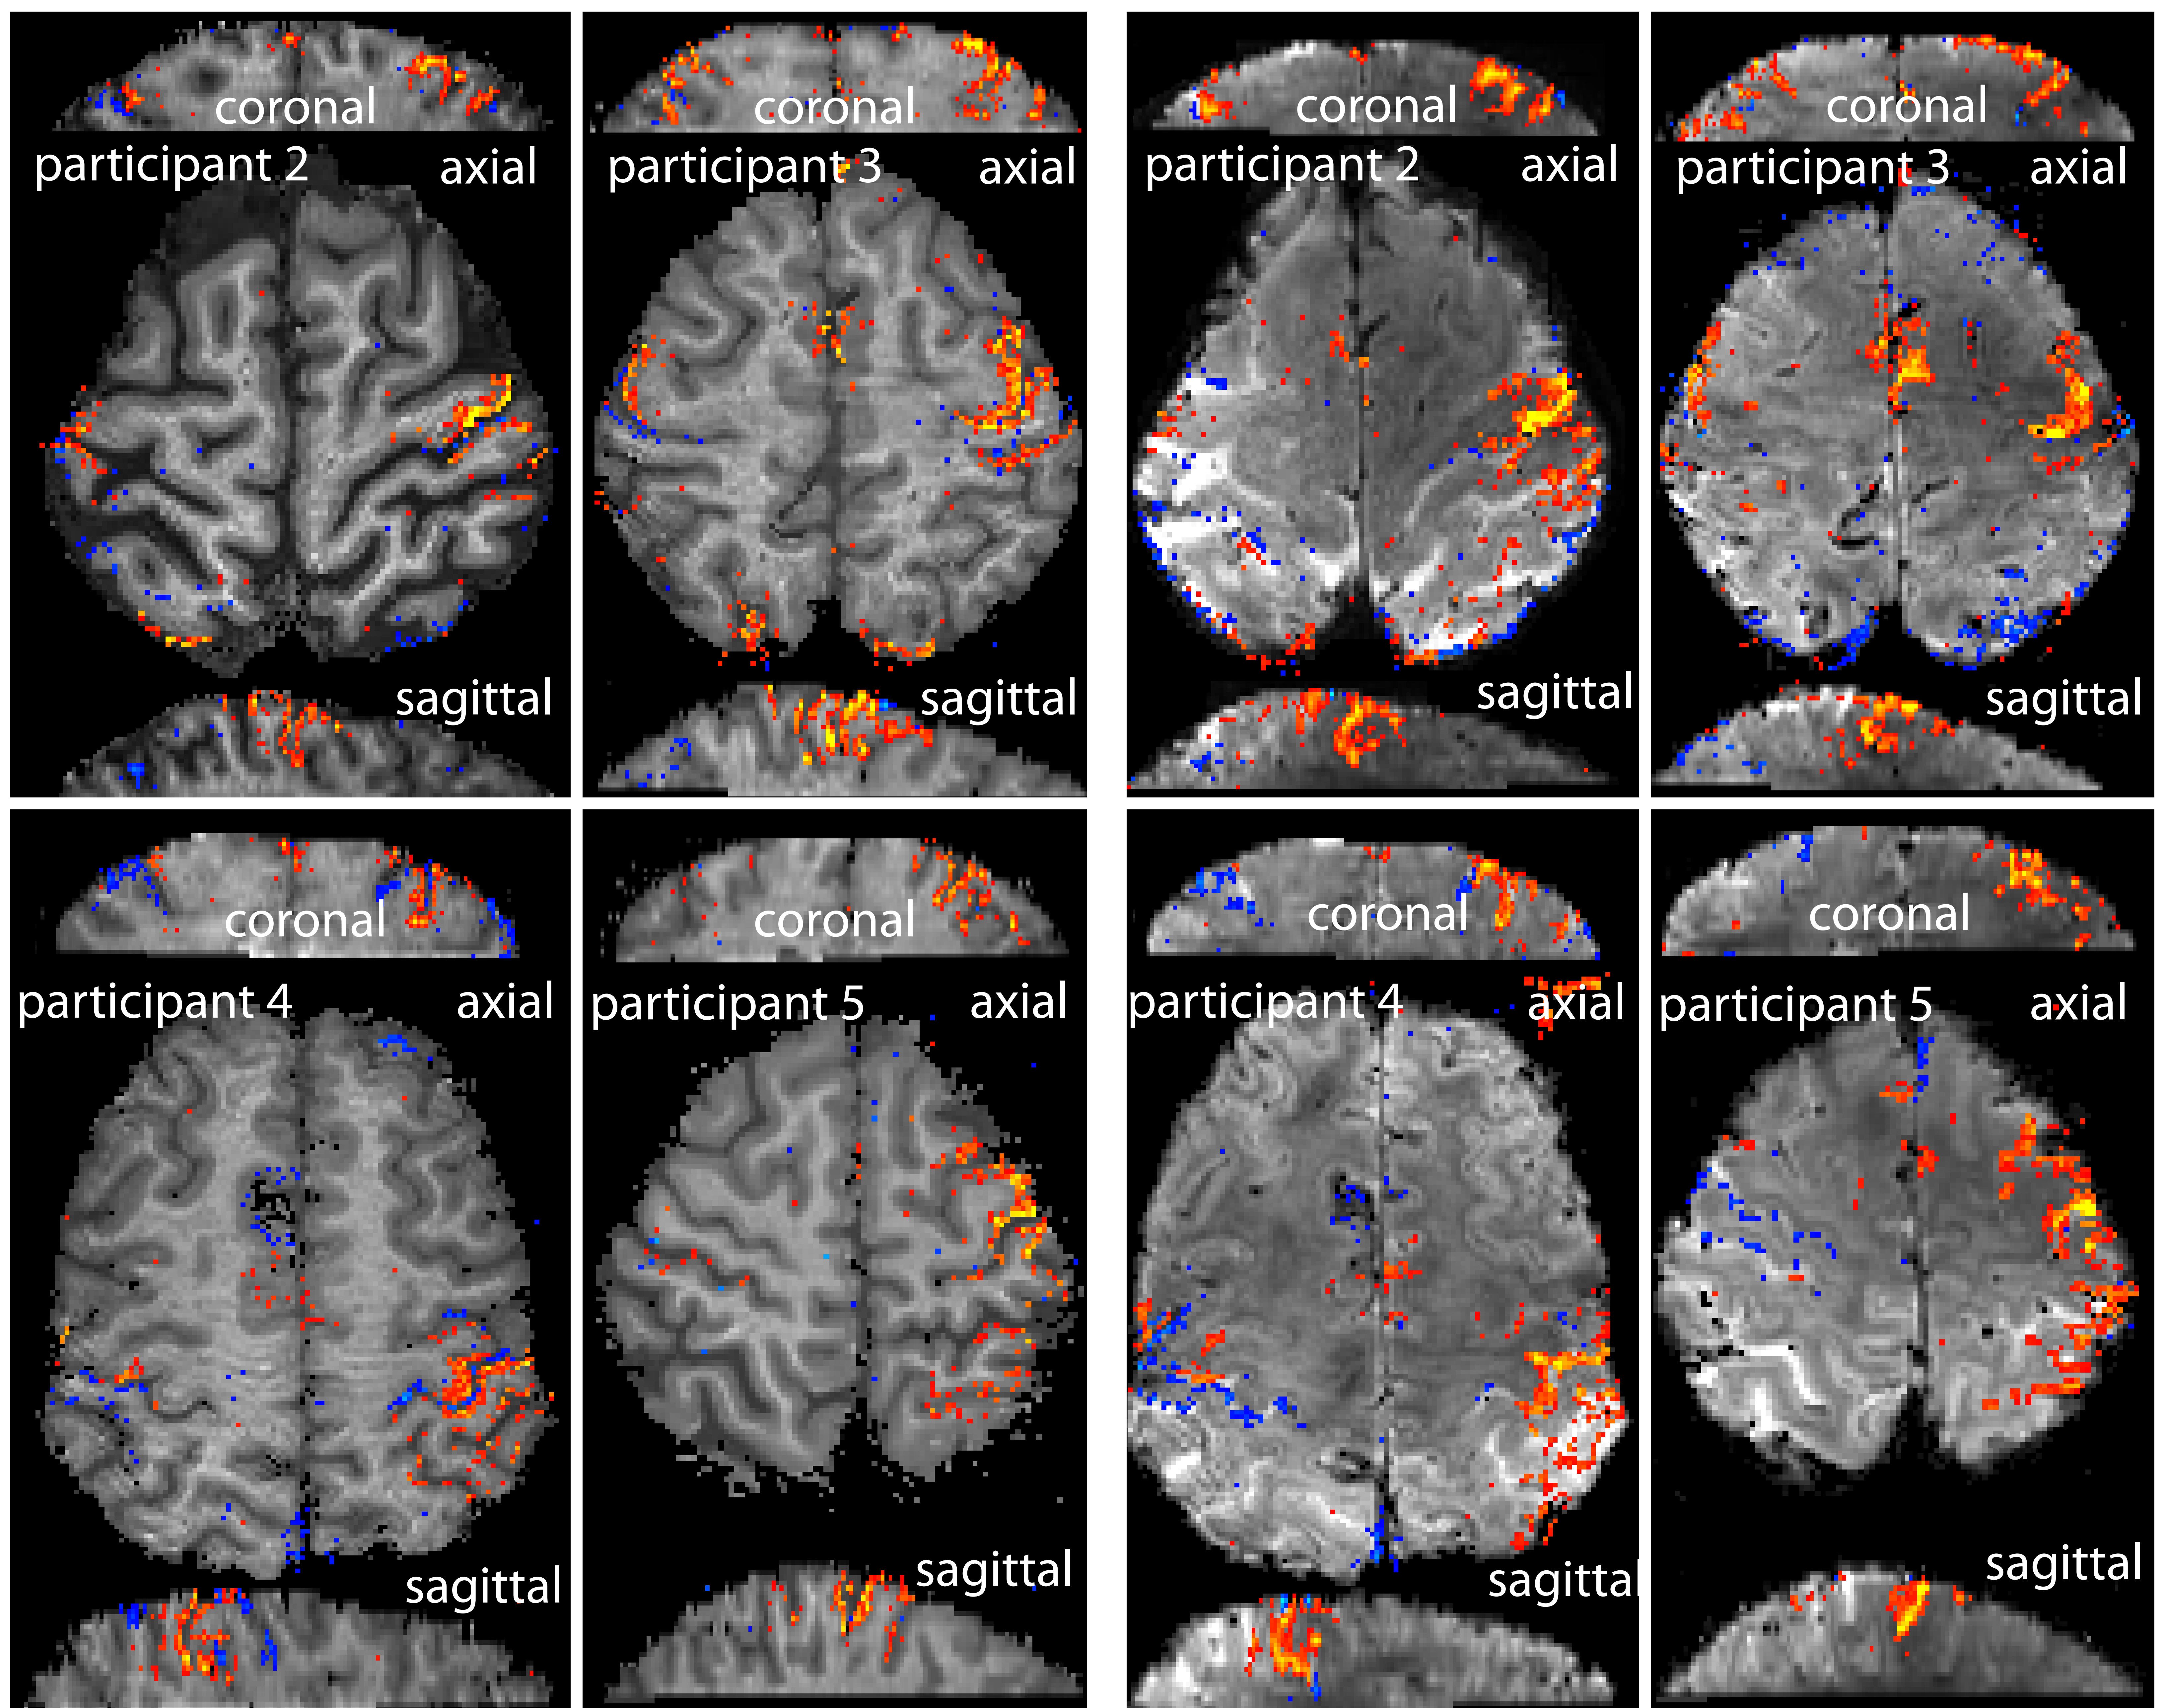 coronal
participant 2 axial
sagittal
coronal
participant 3 axial
sagittal
coronal
participant 2 axial
sagittal
coronal
participant 3 axial
sagittal
coronal
participant 4 axial
sagittal
coronal
participant 5 axial
sagittal
coronal
participant 4 axial
sagittal
coronal
participant 5 axial
sagittal